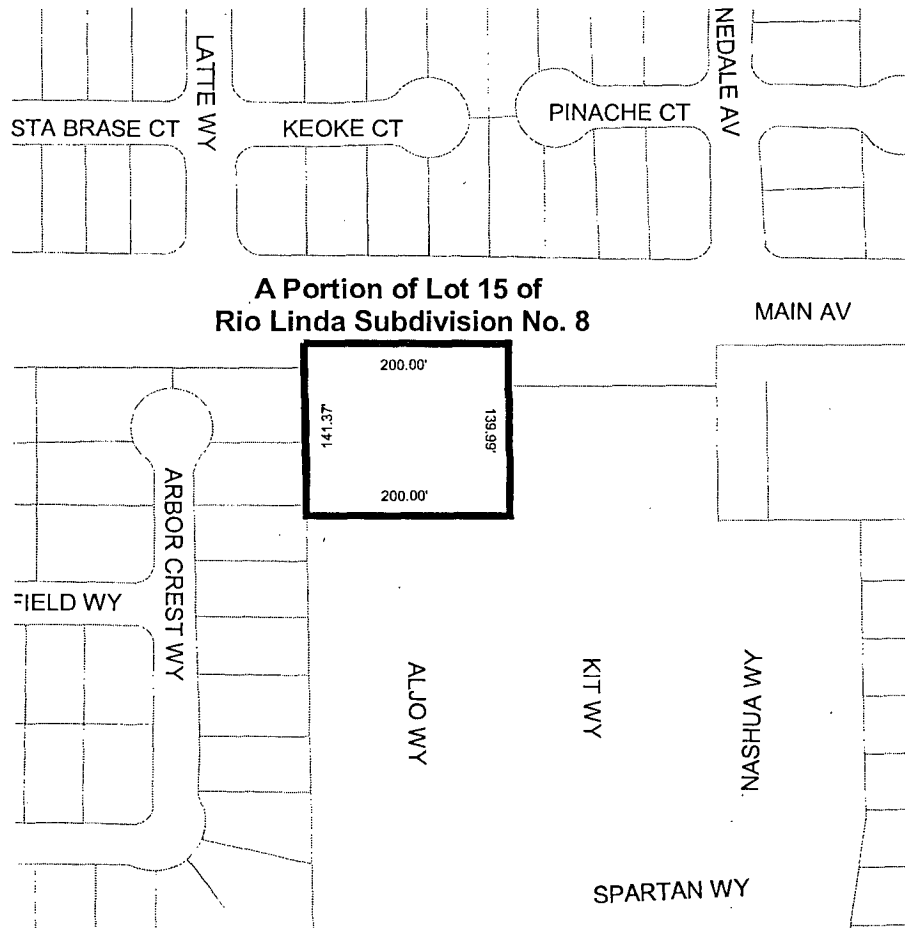 LATTE WY
NEDALE AV
STA BRASE CT
KEOKE CT
PINACHE CT
A Portion of Lot 15 of
Rio Linda Subdivision No. 8
MAIN AV
200.00'
141.37'
139.99'
200.00'
ARBOR CREST WY
FIELD WY
ALJO WY
KIT WY
NASHUA WY
SPARTAN WY